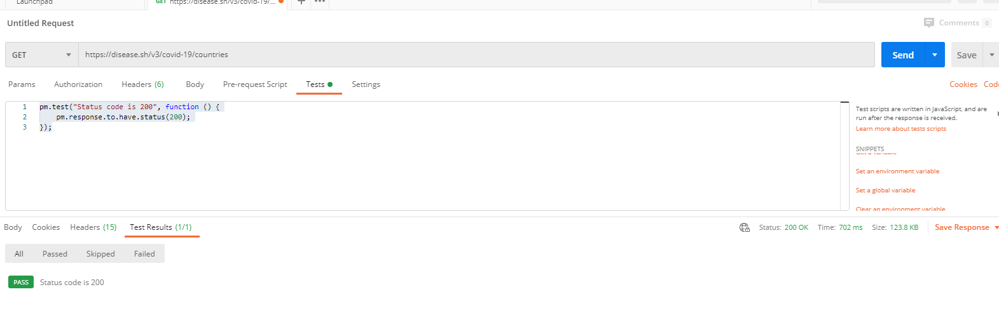 Launchpad GET https://disease.sh/v3/covid-19/...
Untitled Request
Comments 0
GET https://disease.sh/v3/covid-19/countries Send Save
Params Authorization Headers (6) Body Pre-request Script Tests Settings Cookies Code
1 pm.test("Status code is 200", function () {
2 pm.response.to.have.status(200);
3 });
Test scripts are written in JavaScript, and are
run after the response is received.
Learn more about tests scripts
SNIPPETS
Set an environment variable
Set a global variable
Clear an environment variable
Body Cookies Headers (15) Test Results (1/1) Status: 200 OK Time: 702 ms Size: 123.8 KB Save Response
All Passed Skipped Failed
PASS Status code is 200